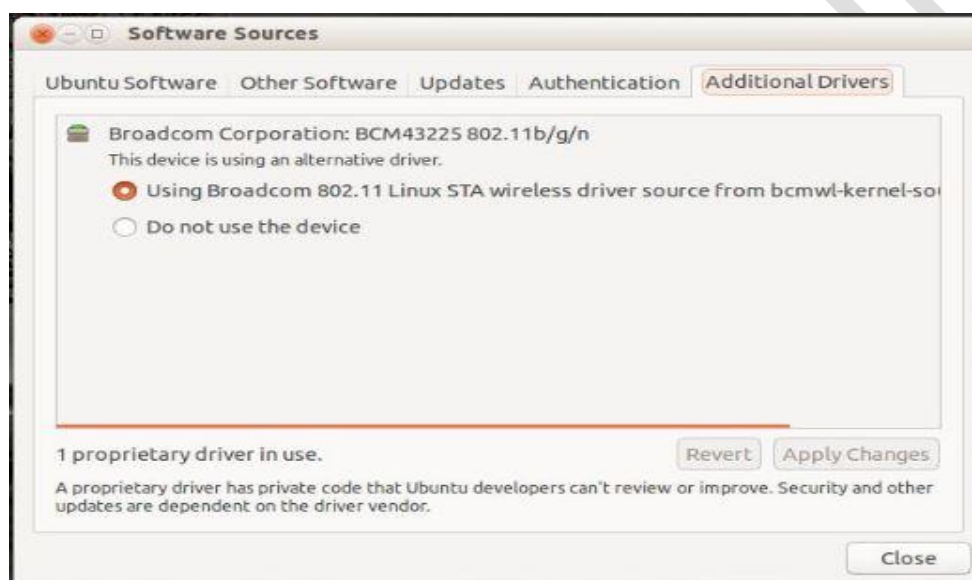 Software Sources
Ubuntu Software Other Software Updates Authentication Additional Drivers
Broadcom Corporation: BCM43225 802.11b/g/n
This device is using an alternative driver.
Using Broadcom 802.11 Linux STA wireless driver source from bcmwl-kernel-sou
Do not use the device
1 proprietary driver in use.
Revert Apply Changes
A proprietary driver has private code that Ubuntu developers can't review or improve. Security and other
updates are dependent on the driver vendor.
Close